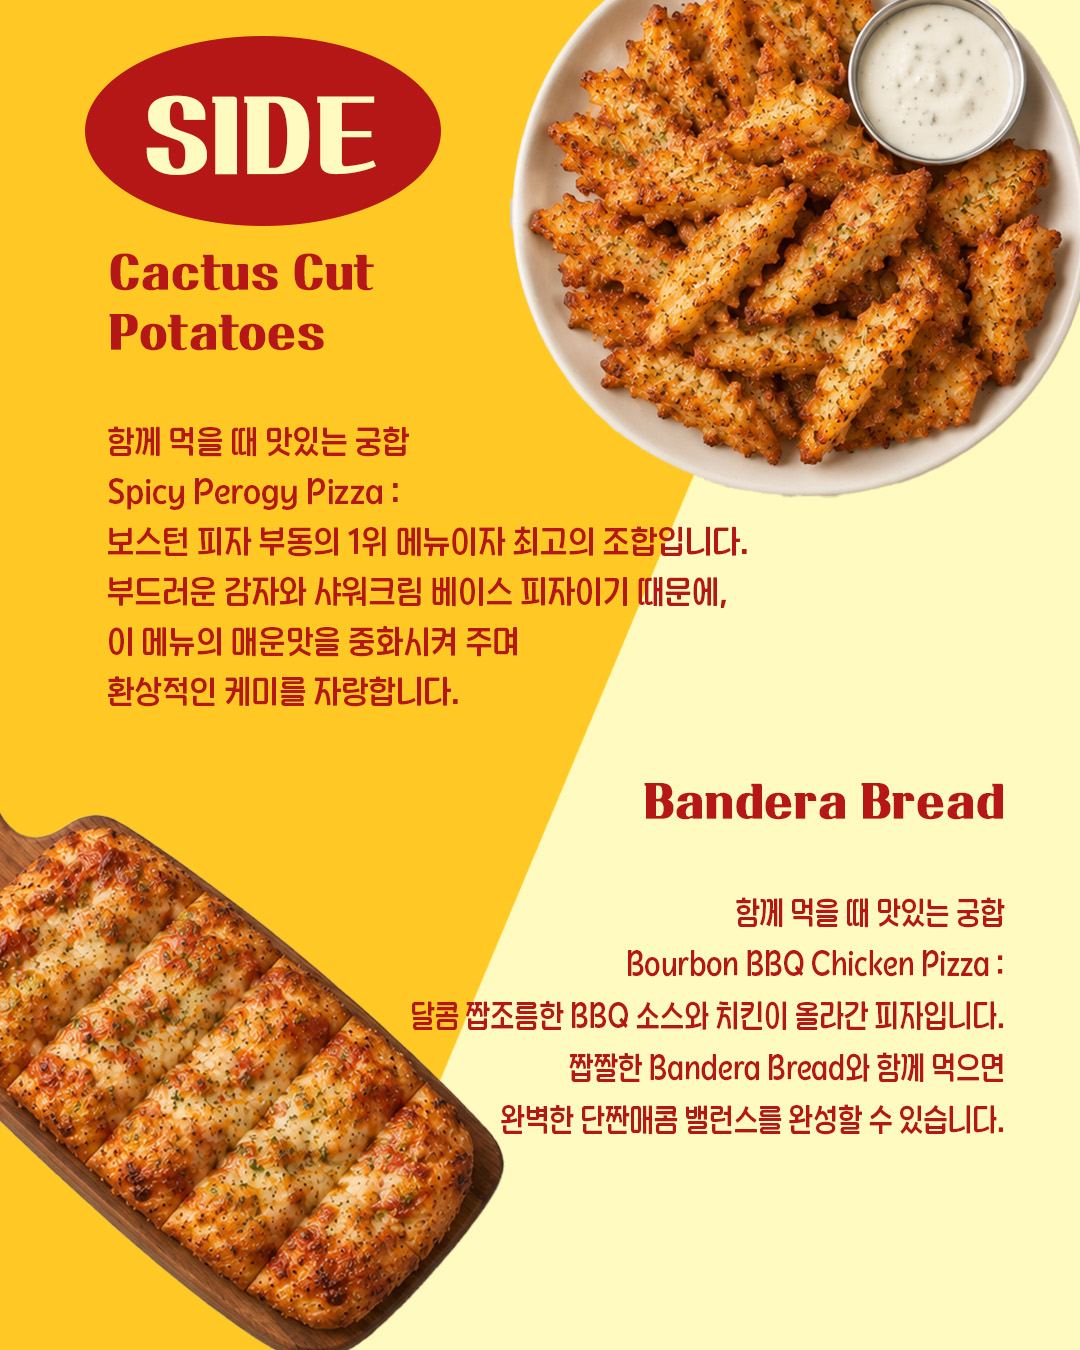 SIDE
Cactus Cut
Potatoes
함께 먹을 때 맛있는 궁합
Spicy Perogy Pizza :
보스턴 피자 부동의 1위 메뉴이자 최고의 조합입니다.
부드러운 감자와 샤워크림 베이스 피자이기 때문에,
이 메뉴의 매운맛을 중화시켜 주며
환상적인 케미를 자랑합니다.
Bandera Bread
함께 먹을 때 맛있는 궁합
Bourbon BBQ Chicken Pizza :
달콤 짭조름한 BBQ 소스와 치킨이 올라간 피자입니다.
짭짤한 Bandera Bread와 함께 먹으면
완벽한 단짠매콤 밸런스를 완성할 수 있습니다.